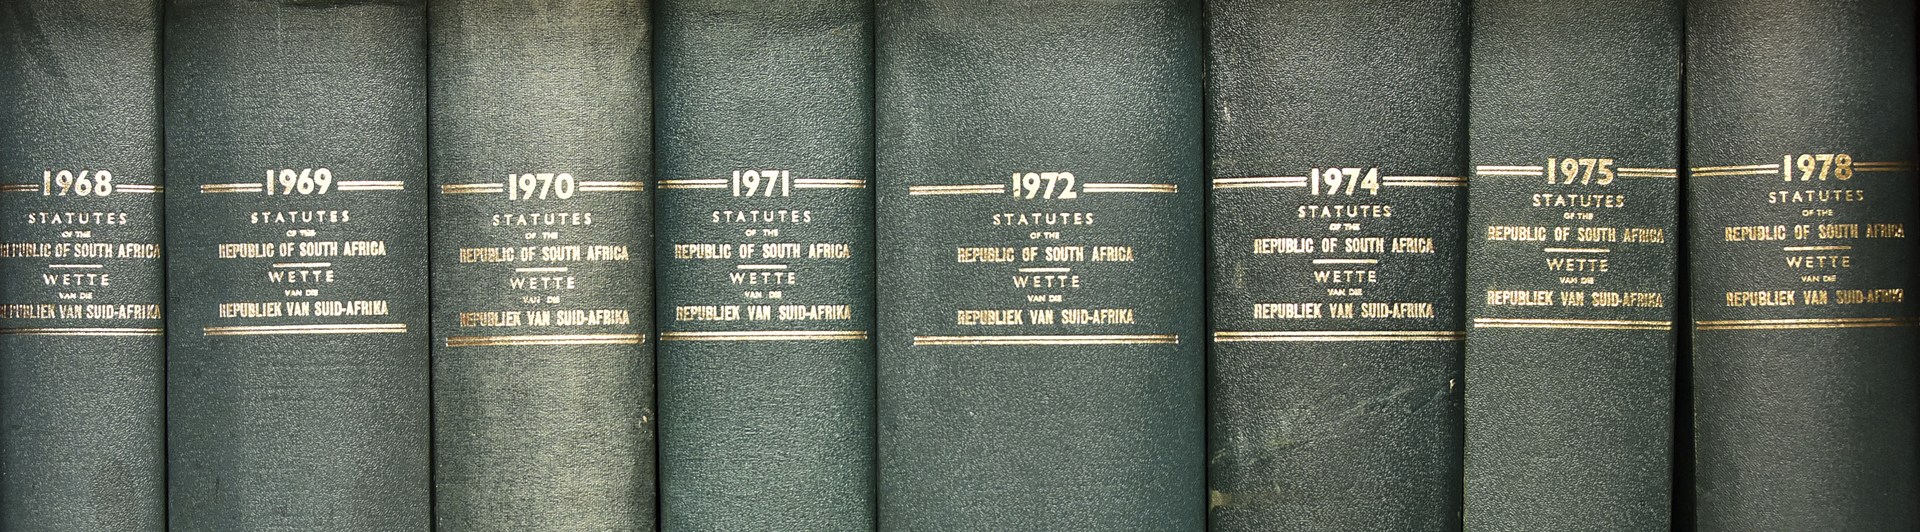 1968
STATUTES
OF THE
REPUBLIC OF SOUTH AFRICA
WETTE
VAN DIE
REPUBLIEK VAN SUID-AFRIKA
1969
STATUTES
OF THE
REPUBLIC OF SOUTH AFRICA
WETTE
VAN DIE
REPUBLIEK VAN SUID-AFRIKA
1970
STATUTES
OF THE
REPUBLIC OF SOUTH AFRICA
WETTE
VAN DIE
REPUBLIEK VAN SUID-AFRIKA
1971
STATUTES
OF THE
REPUBLIC OF SOUTH AFRICA
WETTE
VAN DIE
REPUBLIEK VAN SUID-AFRIKA
1972
STATUTES
OF THE
REPUBLIC OF SOUTH AFRICA
WETTE
VAN DIE
REPUBLIEK VAN SUID-AFRIKA
1974
STATUTES
OF THE
REPUBLIC OF SOUTH AFRICA
WETTE
VAN DIE
REPUBLIEK VAN SUID-AFRIKA
1975
STATUTES
OF THE
REPUBLIC OF SOUTH AFRICA
WETTE
VAN DIE
REPUBLIEK VAN SUID-AFRIKA
1978
STATUTES
OF THE
REPUBLIC OF SOUTH AFRICA
WETTE
VAN DIE
REPUBLIEK VAN SUID-AFRIKA